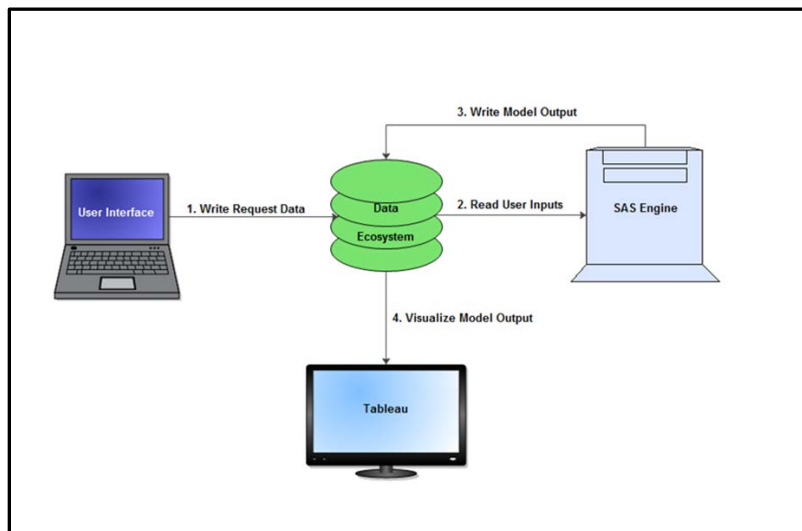 3. Write Model Output
User Interface
1. Write Request Data
Data
Ecosystem
2. Read User Inputs
SAS Engine
4. Visualize Model Output
Tableau